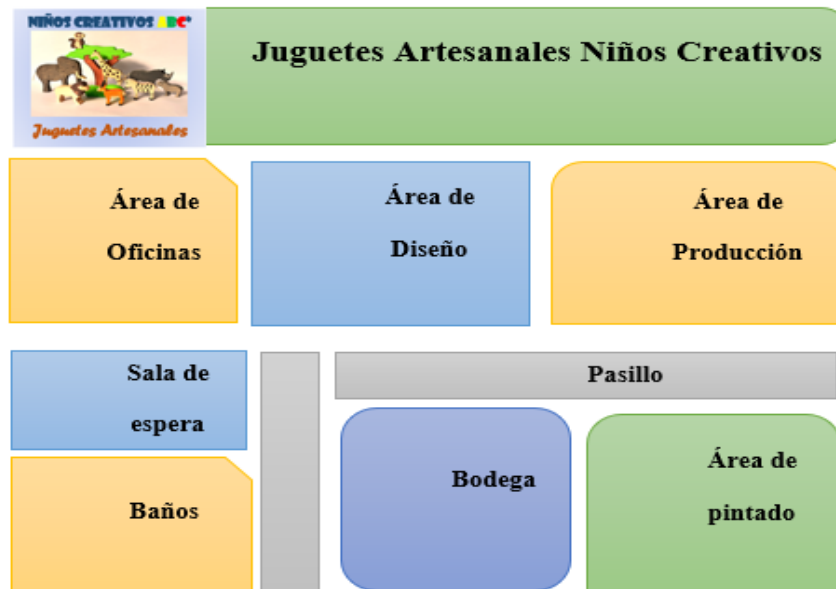 NIÑOS CREATIVOS ABC*
Juguetes Artesanales
Juguetes Artesanales Niños Creativos
Área de
Oficinas
Área de
Diseño
Área de
Producción
Sala de
espera
Pasillo
Baños
Bodega
Área de
pintado